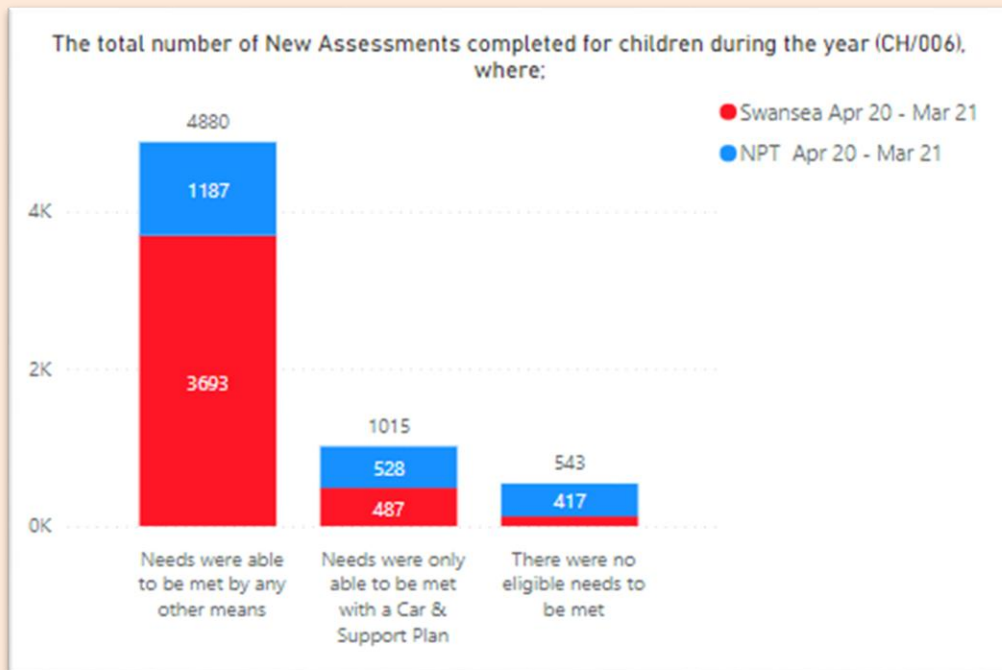 The total number of New Assessments completed for children during the year (CH/006),
where;
Swansea Apr 20 - Mar 21
NPT Apr 20 - Mar 21
4880
1187
4K
3693
2K
1015
528
487
543
417
0K
Needs were able
to be met by any
other means
Needs were only
able to be met
with a Car &
Support Plan
There were no
eligible needs to
be met